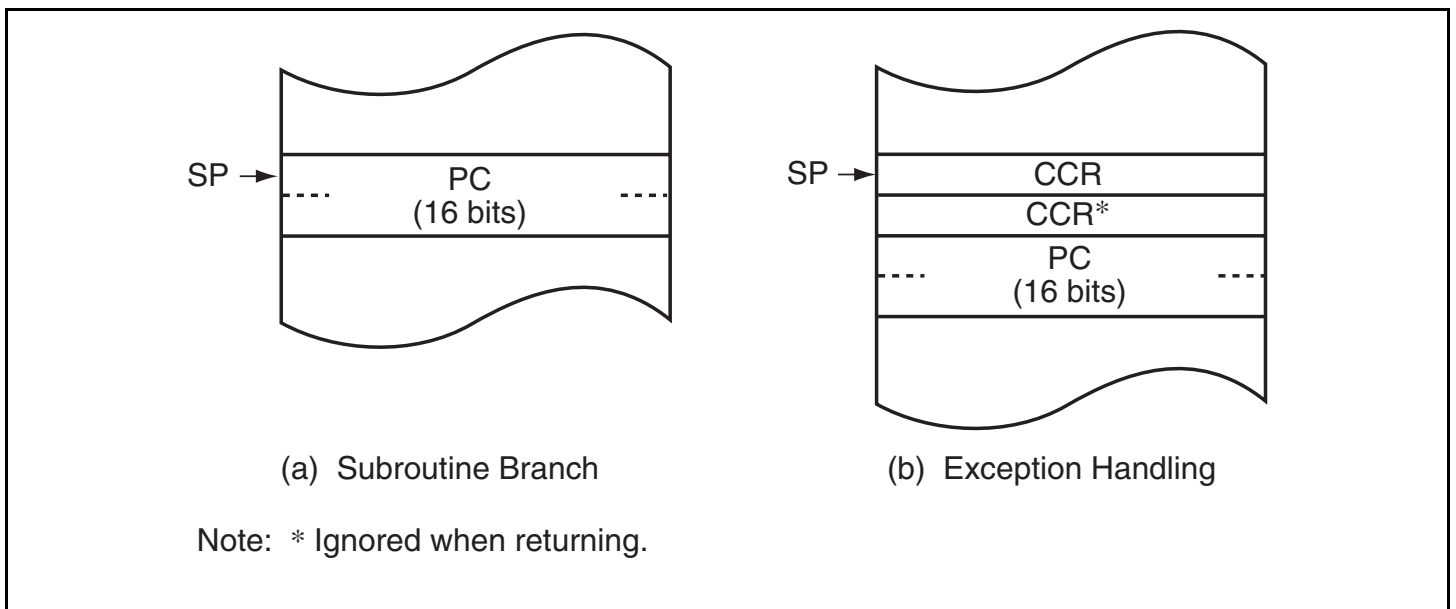 SP
PC
(16 bits)
(a) Subroutine Branch
SP
CCR
CCR*
PC
(16 bits)
(b) Exception Handling
Note: * Ignored when returning.